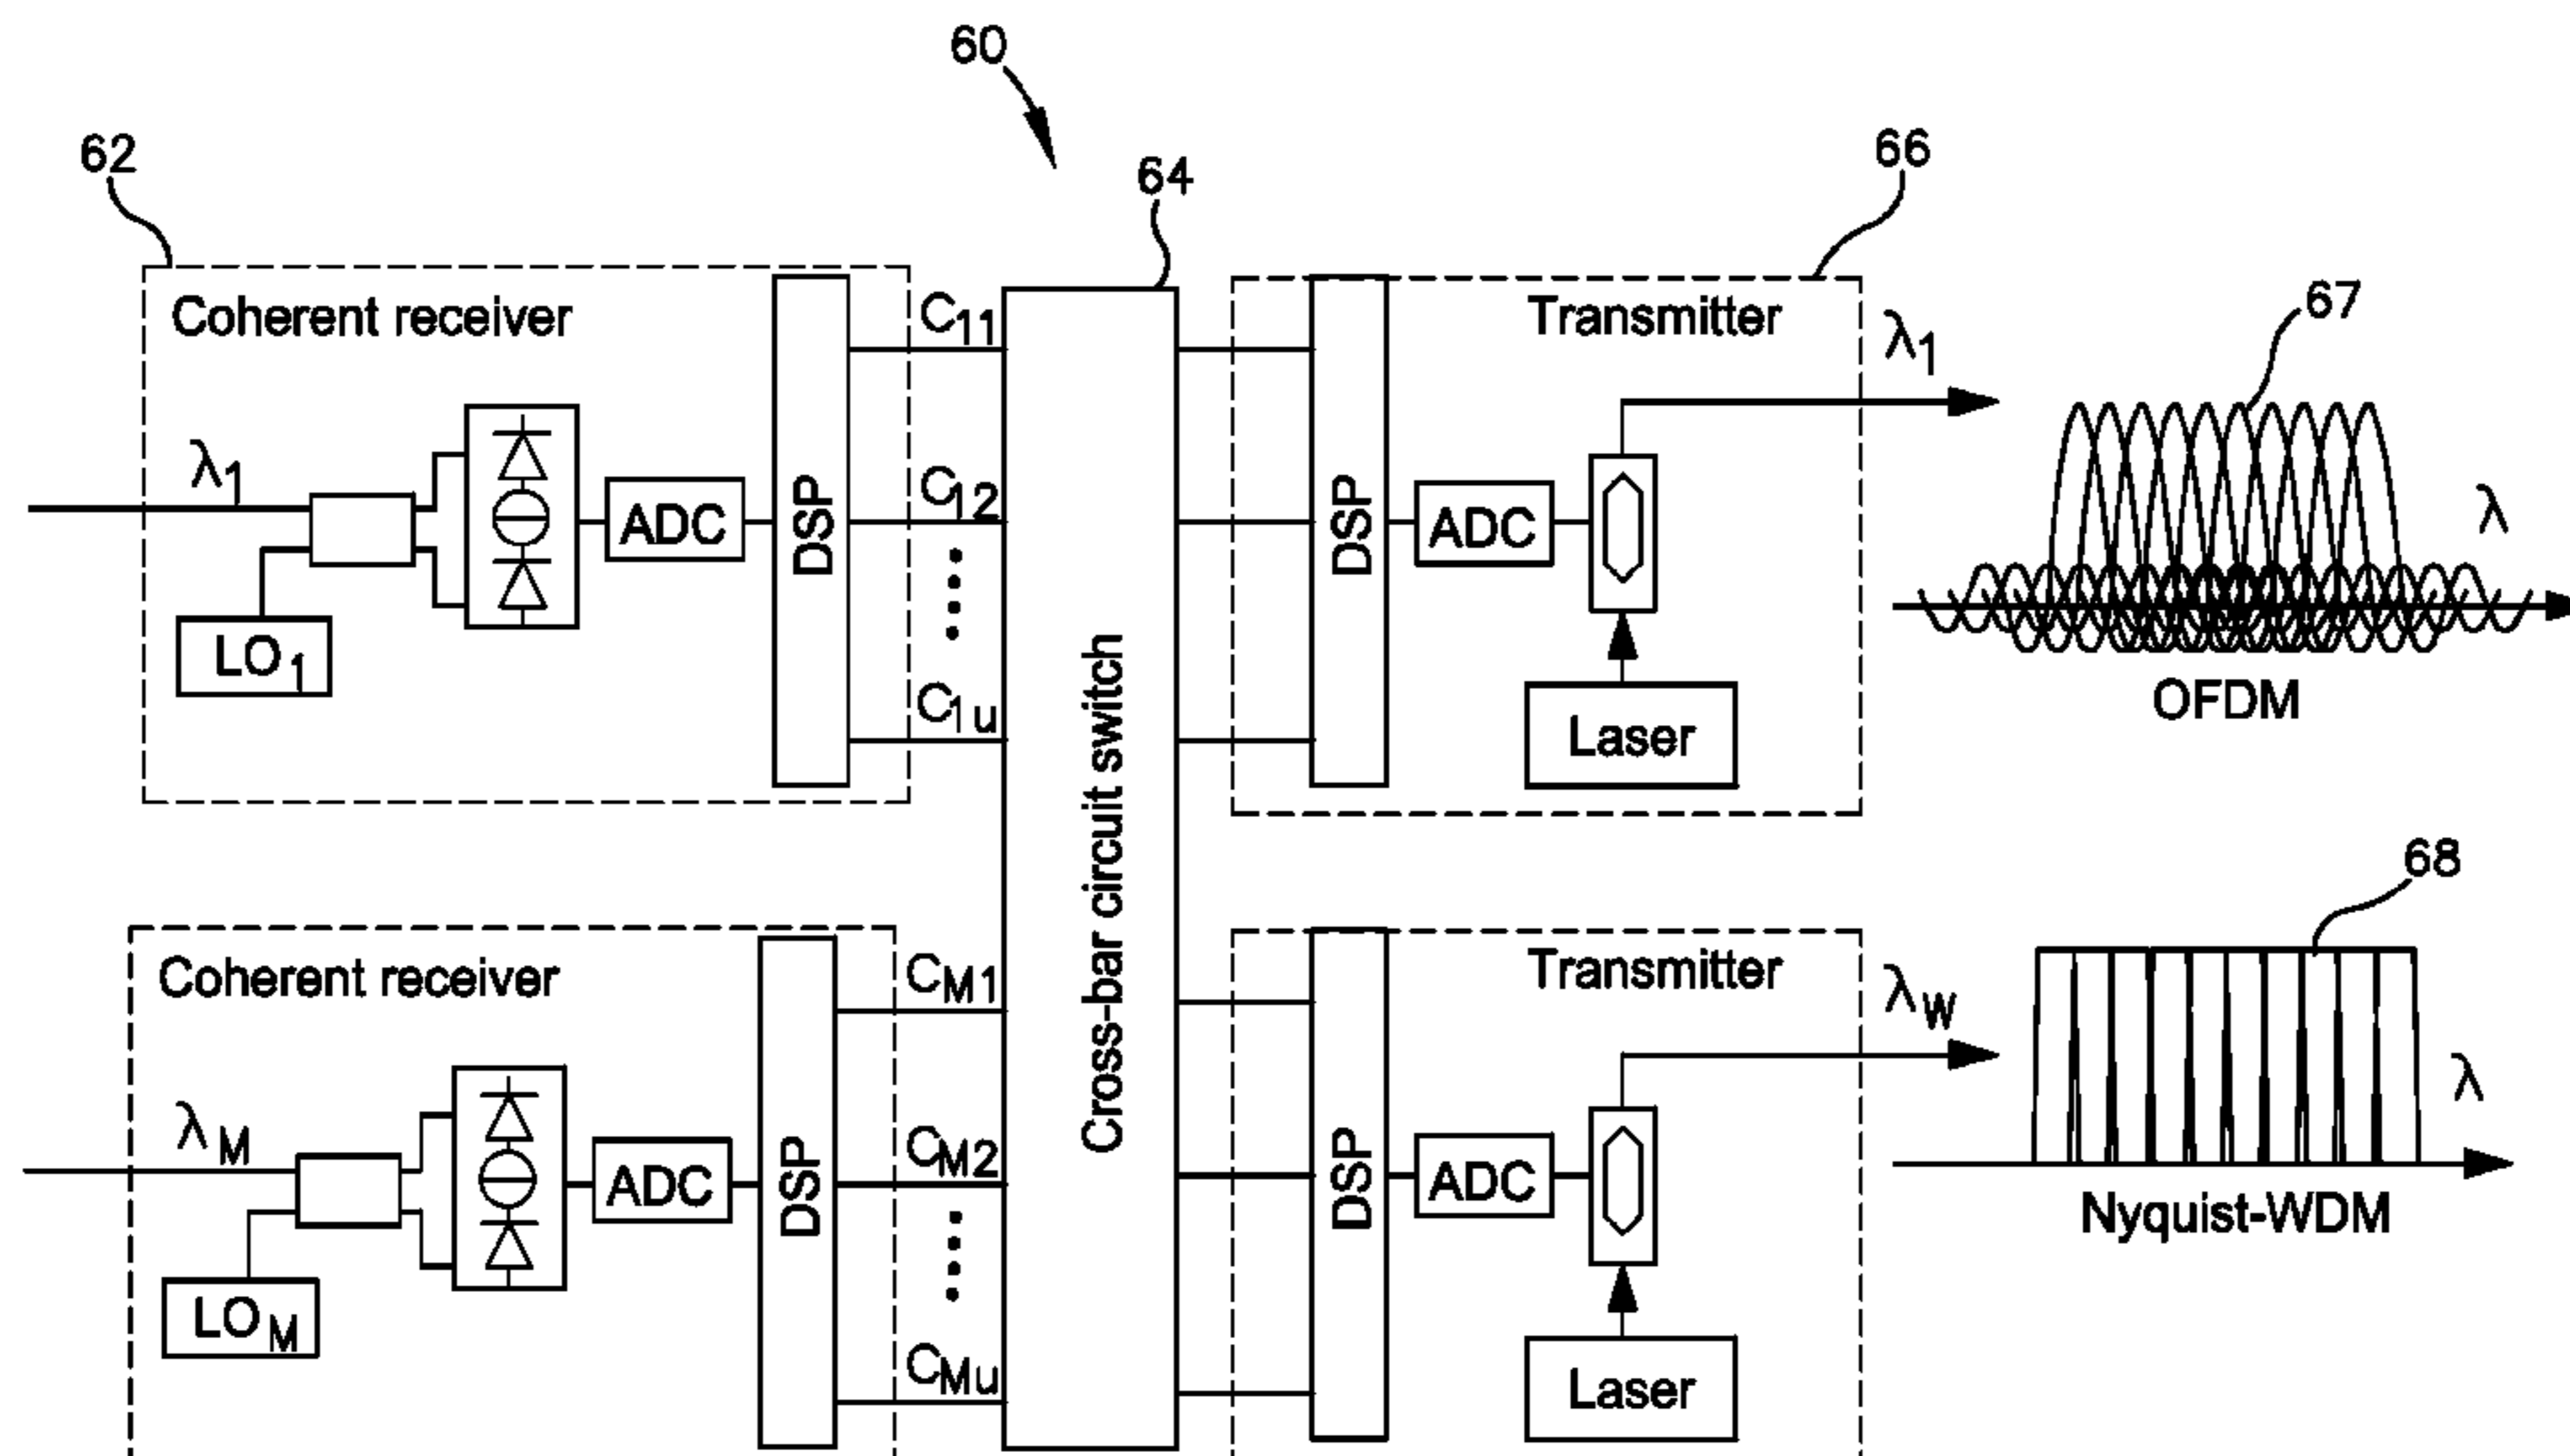 60
62
64
66
Coherent receiver
λ1
LO1
ADC
DSP
C11
C12
C1u
Cross-bar circuit switch
Transmitter
DSP
ADC
Laser
λ1
67
λ
OFDM
Coherent receiver
λM
LOM
ADC
DSP
CM1
CM2
CMu
Transmitter
DSP
ADC
Laser
λW
68
λ
Nyquist-WDM